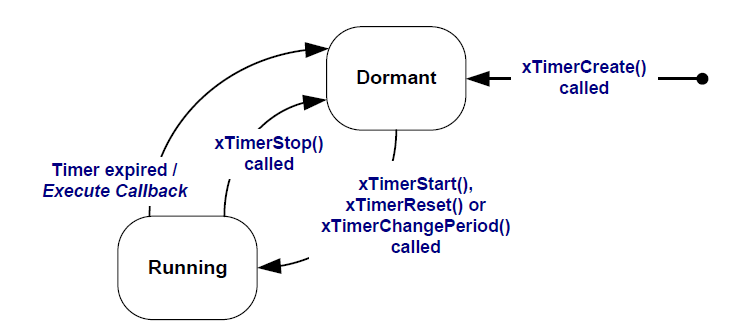 xTimerCreate()
called
Dormant
xTimerStop()
called
Timer expired /
Execute Callback
xTimerStart(),
xTimerReset() or
xTimerChangePeriod()
called
Running